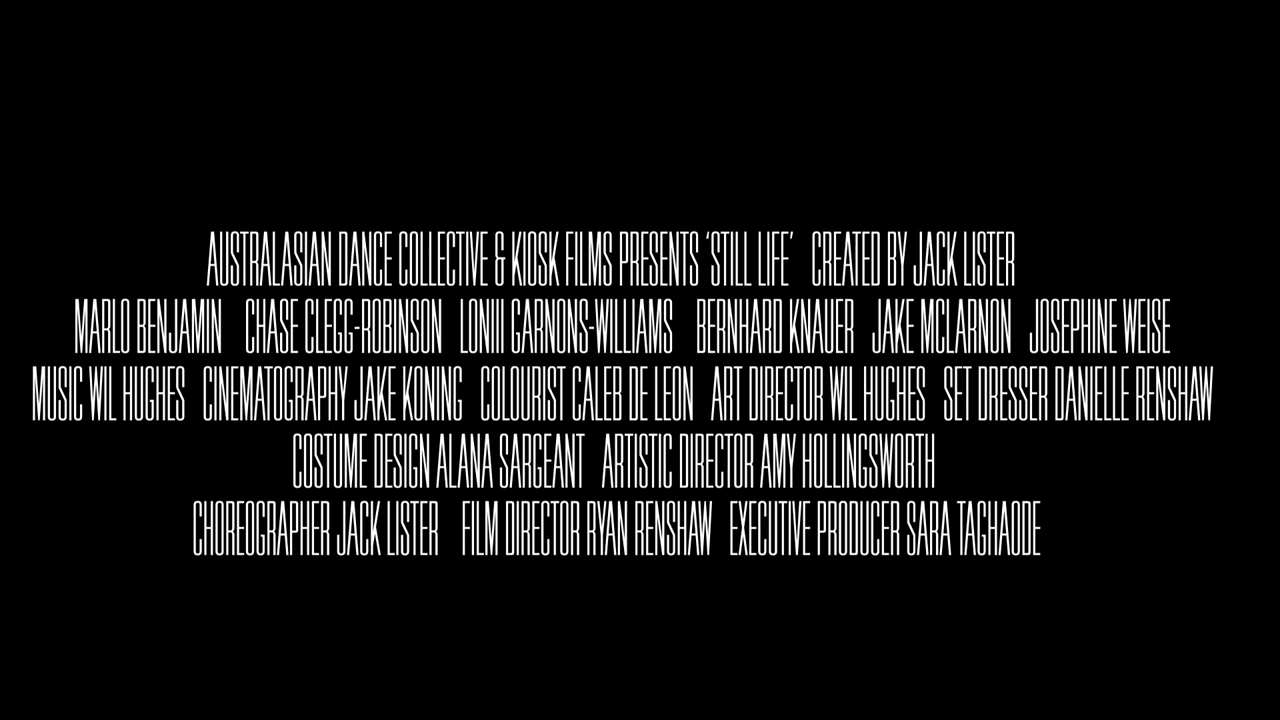 AUSTRALASIAN DANCE COLLECTIVE & KIOSK FILMS PRESENTS ‘STILL LIFE’ CREATED BY JACK LISTER
MARLO BENJAMIN CHASE CLEGG-ROBINSON LONIII GARNONS-WILLIAMS BERNHARD KNAUER JAKE MCLARNON JOSEPHINE WEISE
MUSIC WIL HUGHES CINEMATOGRAPHY JAKE KONING COLOURIST CALEB DE LEON ART DIRECTOR WIL HUGHES SET DRESSER DANIELLE RENSHAW
COSTUME DESIGN ALANA SARGEANT ARTISTIC DIRECTOR AMY HOLLINGSWORTH
CHOREOGRAPHER JACK LISTER FILM DIRECTOR RYAN RENSHAW EXECUTIVE PRODUCER SARA TAGHAODE